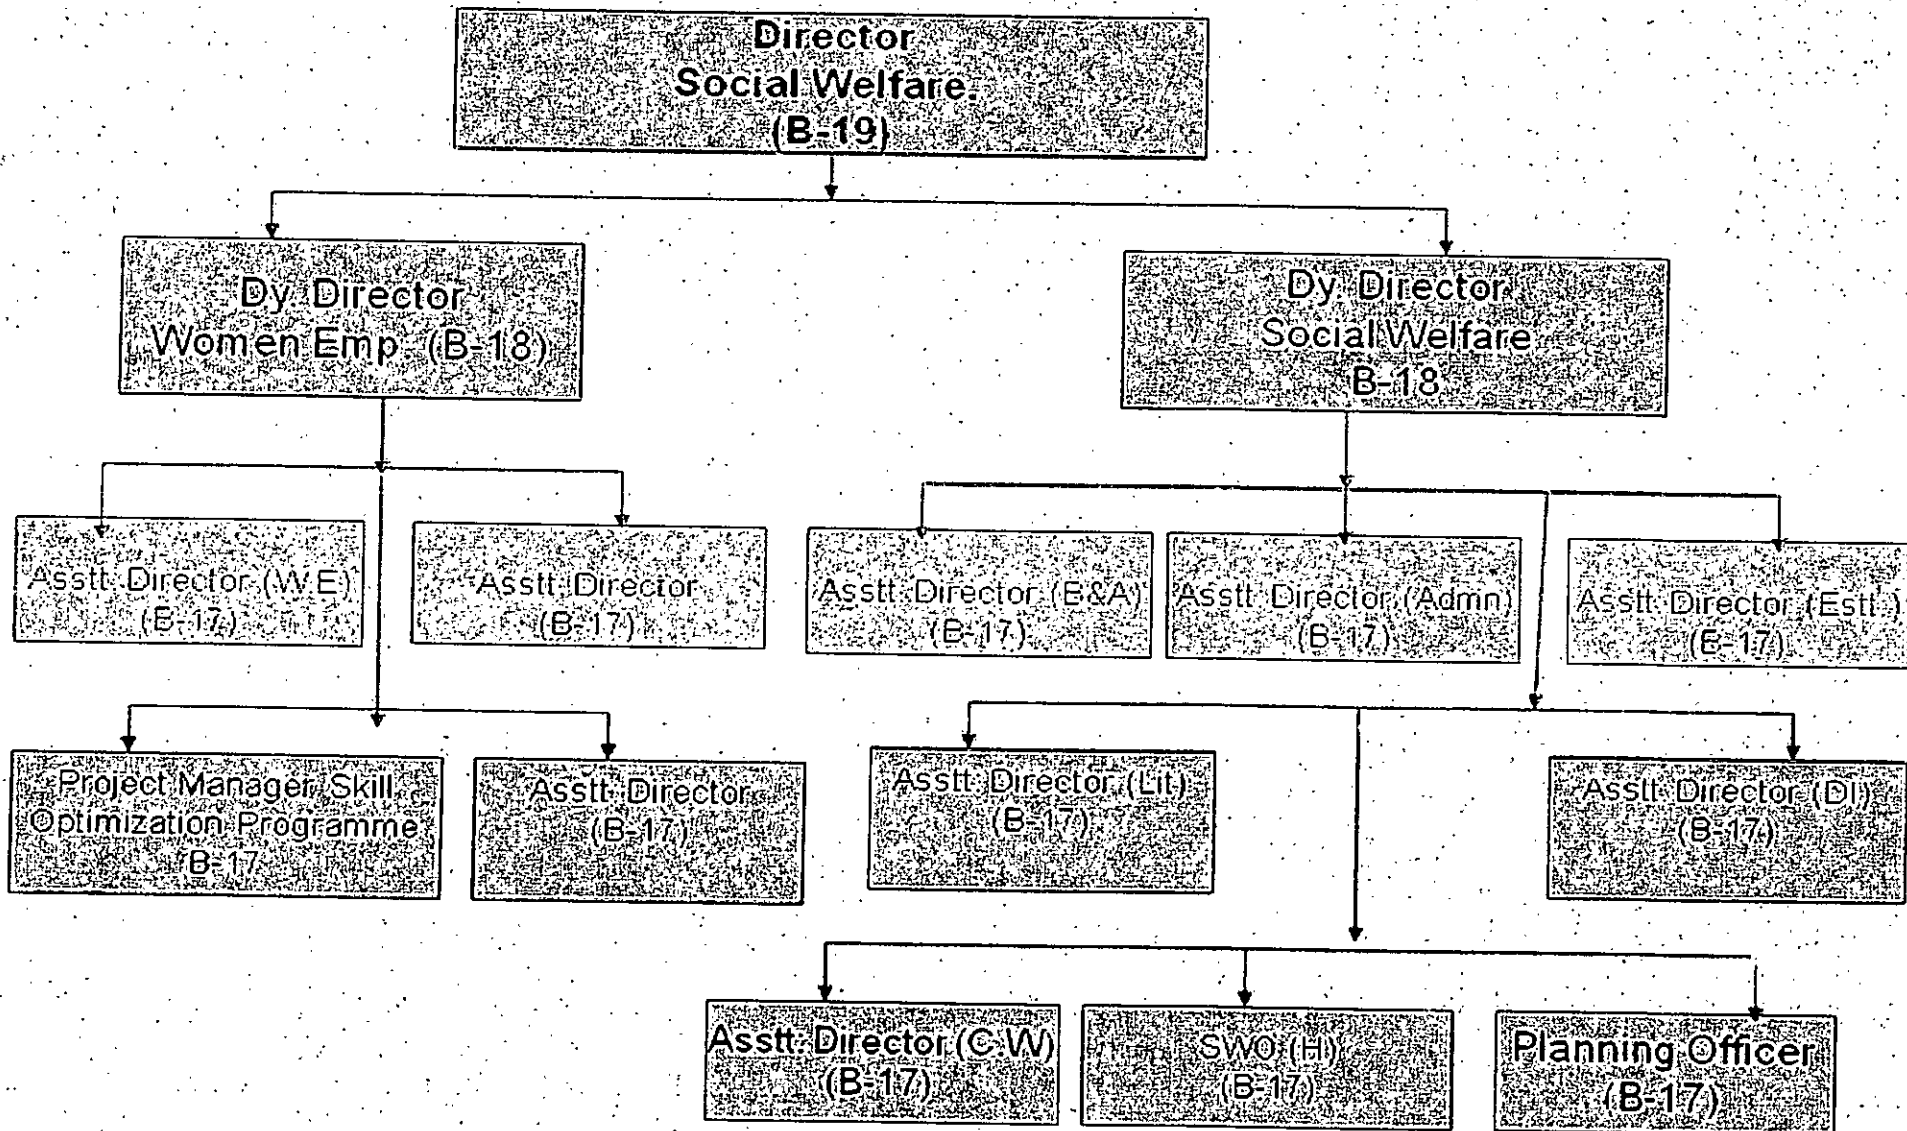 Director
Social Welfare.
(B-19)
Dy. Director
Women Emp. (B-18)
Dy. Director
Social Welfare
B-18
Asstt. Director (W.E)
(B-17)
Asstt. Director
(B-17)
Asstt. Director (B&A)
(B-17)
Asstt. Director (Admn)
(B-17)
Asstt. Director (Estt.)
(B-17)
Project Manager Skill
Optimization Programme
B-17
Asstt. Director
(B-17)
Asstt. Director (Lit)
(B-17)
Asstt. Director (DI)
(B-17)
Asstt. Director (C.W)
(B-17)
SWO (H)
(B-17)
Planning Officer
(B-17)